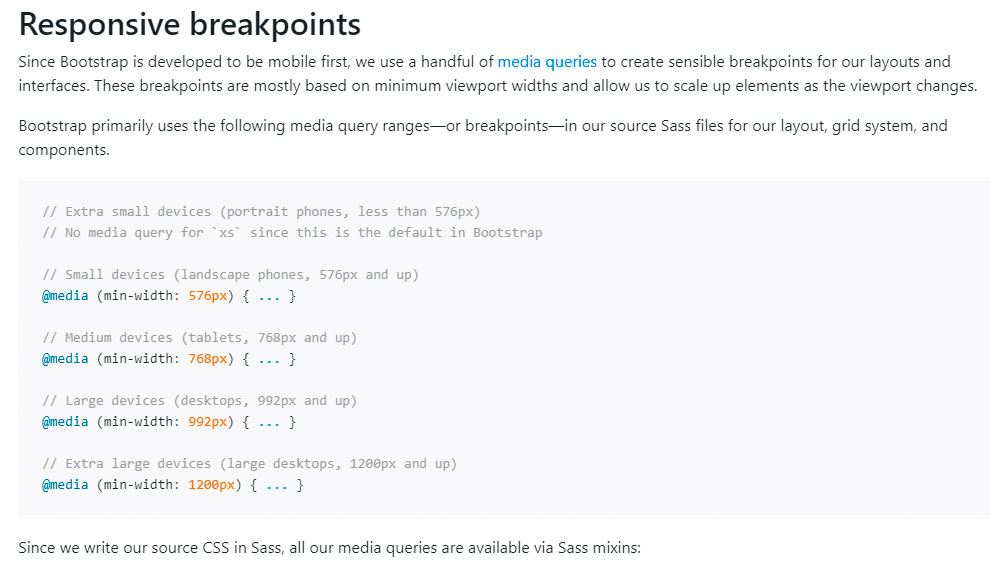 Responsive breakpoints
Since Bootstrap is developed to be mobile first, we use a handful of media queries to create sensible breakpoints for our layouts and
interfaces. These breakpoints are mostly based on minimum viewport widths and allow us to scale up elements as the viewport changes.
Bootstrap primarily uses the following media query ranges—or breakpoints—in our source Sass files for our layout, grid system, and
components.
// Extra small devices (portrait phones, less than 576px)
// No media query for `xs` since this is the default in Bootstrap
// Small devices (landscape phones, 576px and up)
@media (min-width: 576px) { ... }
// Medium devices (tablets, 768px and up)
@media (min-width: 768px) { ... }
// Large devices (desktops, 992px and up)
@media (min-width: 992px) { ... }
// Extra large devices (large desktops, 1200px and up)
@media (min-width: 1200px) { ... }
Since we write our source CSS in Sass, all our media queries are available via Sass mixins: